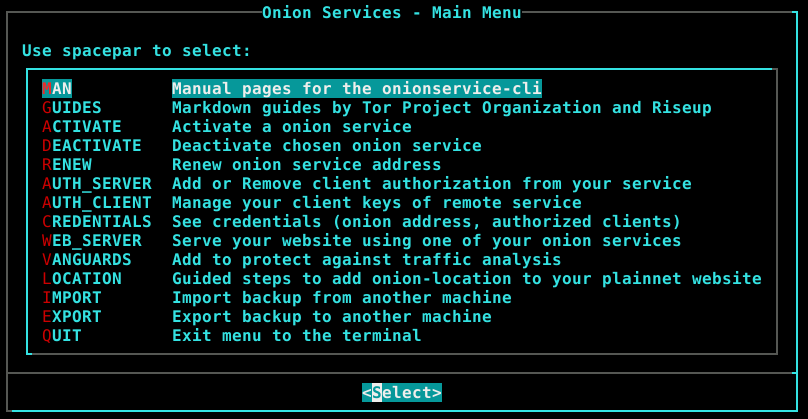 Onion Services - Main Menu
Use spacepar to select:
MAN Manual pages for the onionservice-cli
GUIDES Markdown guides by Tor Project Organization and Riseup
ACTIVATE Activate a onion service
DEACTIVATE Deactivate chosen onion service
RENEW Renew onion service address
AUTH_SERVER Add or Remove client authorization from your service
AUTH_CLIENT Manage your client keys of remote service
CREDENTIALS See credentials (onion address, authorized clients)
WEB_SERVER Serve your website using one of your onion services
VANGUARDS Add to protect against traffic analysis
LOCATION Guided steps to add onion-location to your plainnet website
IMPORT Import backup from another machine
EXPORT Export backup to another machine
QUIT Exit menu to the terminal
<Select>